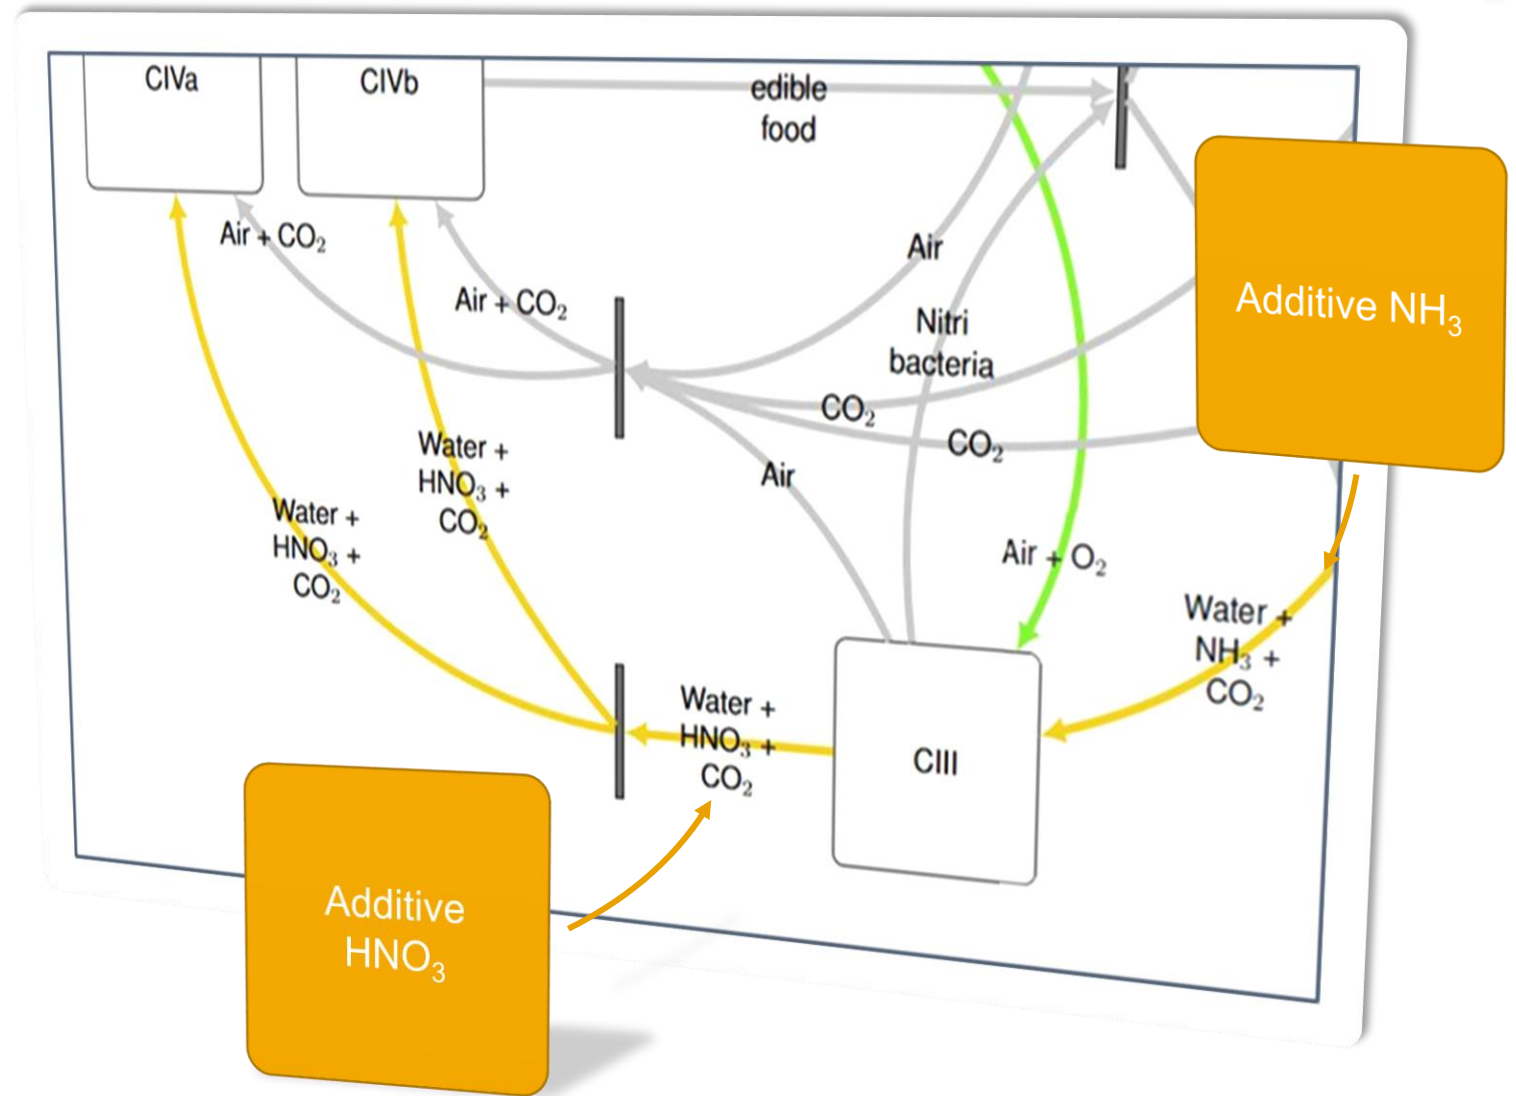 CIVa
CIVb
edible
food
Air + CO₂
Air + CO₂
Air
Nitri
bacteria
CO₂
CO₂
Air
Additive NH₃
Water +
HNO₃ +
CO₂
Water +
HNO₃ +
CO₂
Air + O₂
Water +
NH₃ +
CO₂
Water +
HNO₃ +
CO₂
CIII
Additive
HNO₃